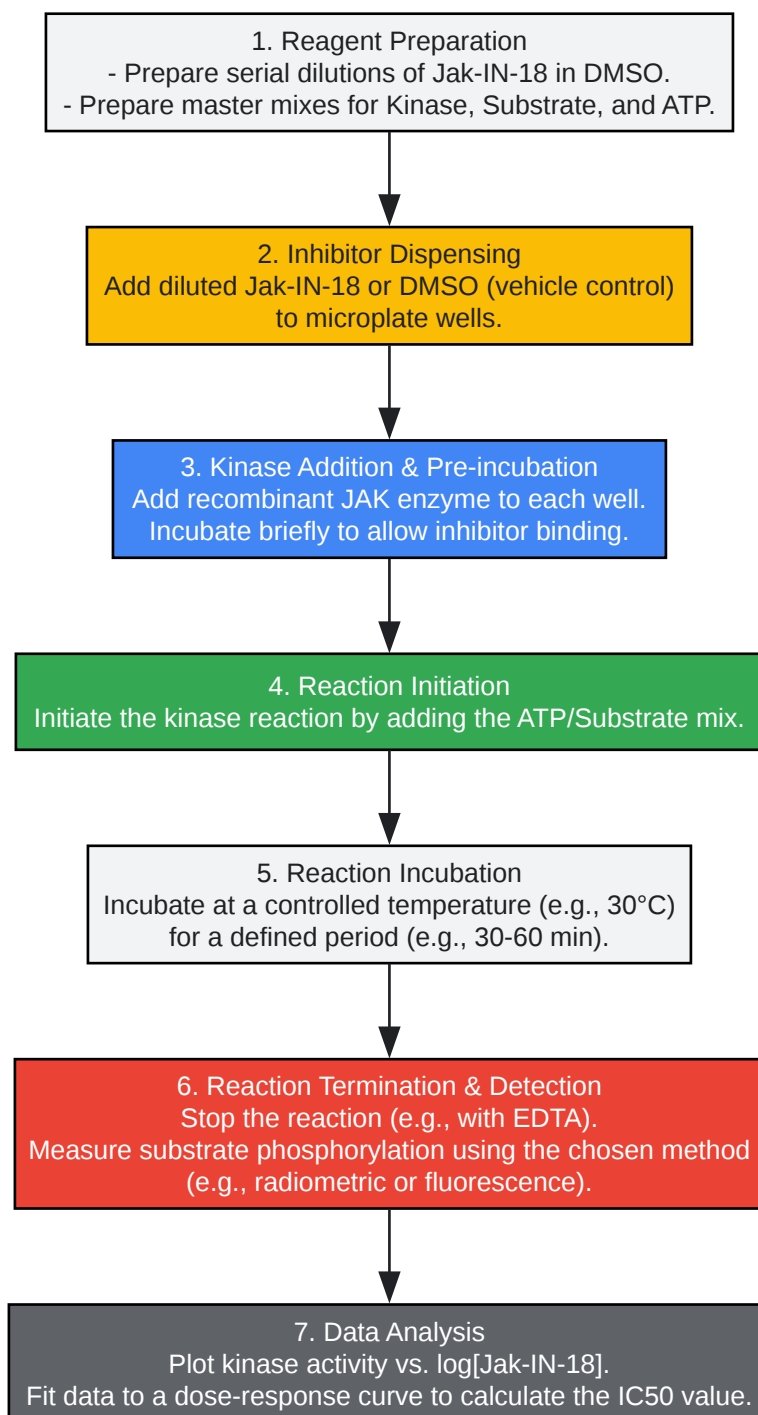 1. Reagent Preparation
- Prepare serial dilutions of Jak-IN-18 in DMSO.
- Prepare master mixes for Kinase, Substrate, and ATP.
2. Inhibitor Dispensing
Add diluted Jak-IN-18 or DMSO (vehicle control)
to microplate wells.
3. Kinase Addition & Pre-incubation
Add recombinant JAK enzyme to each well.
Incubate briefly to allow inhibitor binding.
4. Reaction Initiation
Initiate the kinase reaction by adding the ATP/Substrate mix.
5. Reaction Incubation
Incubate at a controlled temperature (e.g., 30°C)
for a defined period (e.g., 30-60 min).
6. Reaction Termination & Detection
Stop the reaction (e.g., with EDTA).
Measure substrate phosphorylation using the chosen method
(e.g., radiometric or fluorescence).
7. Data Analysis
Plot kinase activity vs. log[Jak-IN-18].
Fit data to a dose-response curve to calculate the IC50 value.